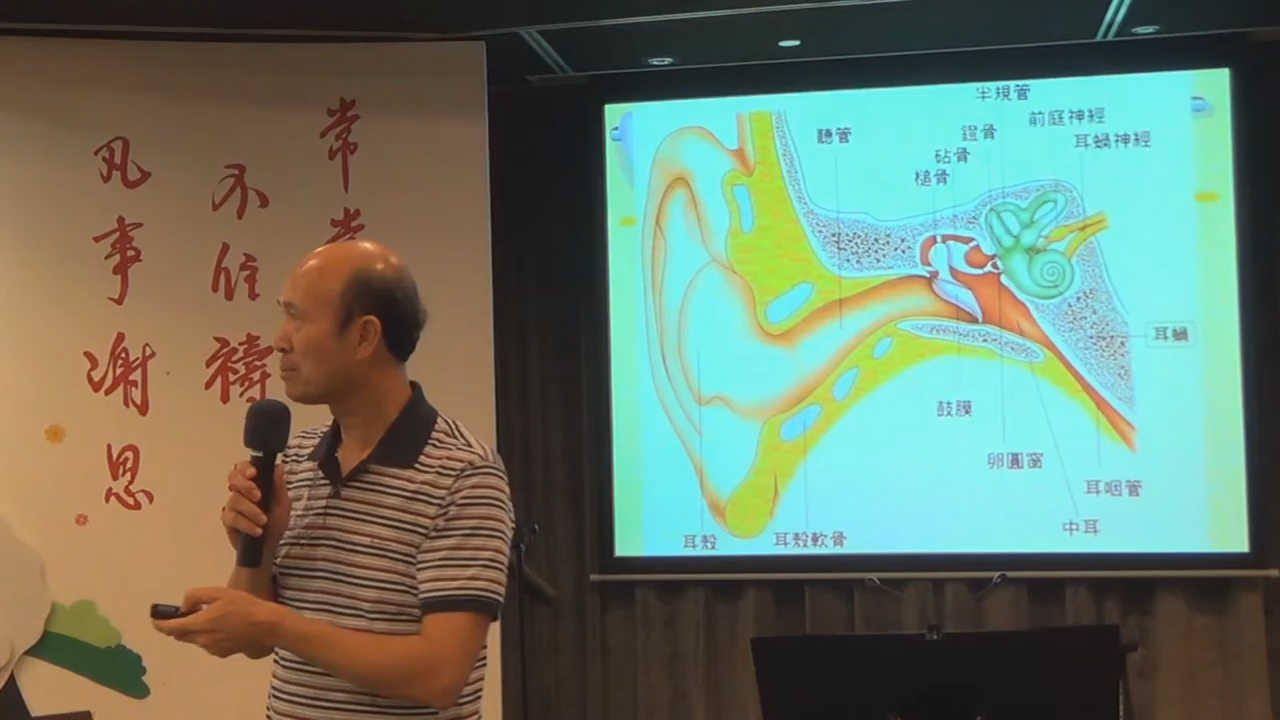 常常
不住禱
凡事謝恩
半規管
前庭神經
鐙骨
耳蝸神經
聽管
砧骨
槌骨
耳蝸
鼓膜
卵圓窗
耳咽管
中耳
耳殼
耳殼軟骨